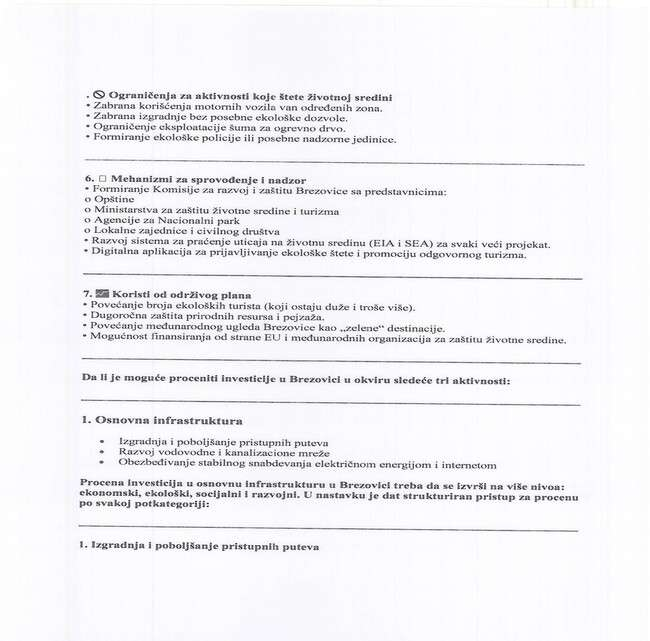 . 🚫 Ograničenja za aktivnosti koje štete životnoj sredini
• Zabrana korišćenja motornih vozila van određenih zona.
• Zabrana izgradnje bez posebne ekološke dozvole.
• Ograničenje eksploatacije šuma za ogrevno drvo.
• Formiranje ekološke policije ili posebne nadzorne jedinice.
6. □ Mehanizmi za sprovođenje i nadzor
• Formiranje Komisije za razvoj i zaštitu Brezovice sa predstavnicima:
o Opštine
o Ministarstva za zaštitu životne sredine i turizma
o Agencije za Nacionalni park
o Lokalne zajednice i civilnog društva
• Razvoj sistema za praćenje uticaja na životnu sredinu (EIA i SEA) za svaki veći projekat.
• Digitalna aplikacija za prijavljivanje ekološke štete i promociju odgovornog turizma.
7. Koristi od održivog plana
• Povećanje broja ekoloških turista (koji ostaju duže i troše više).
• Dugoročna zaštita prirodnih resursa i pejzaža.
• Povećanje međunarodnog ugleda Brezovice kao „zelene“ destinacije.
• Mogućnost finansiranja od strane EU i međunarodnih organizacija za zaštitu životne sredine.
Da li je moguće proceniti investicije u Brezovici u okviru sledeće tri aktivnosti:
1. Osnovna infrastruktura
• Izgradnja i poboljšanje pristupnih puteva
• Razvoj vodovodne i kanalizacione mreže
• Obezbeđivanje stabilnog snabdevanja električnom energijom i internetom
Procena investicija u osnovnu infrastrukturu u Brezovici treba da se izvrši na više nivoa:
ekonomski, ekološki, socijalni i razvojni. U nastavku je dat strukturiran pristup za procenu
po svakoj potkategoriji:
1. Izgradnja i poboljšanje pristupnih puteva